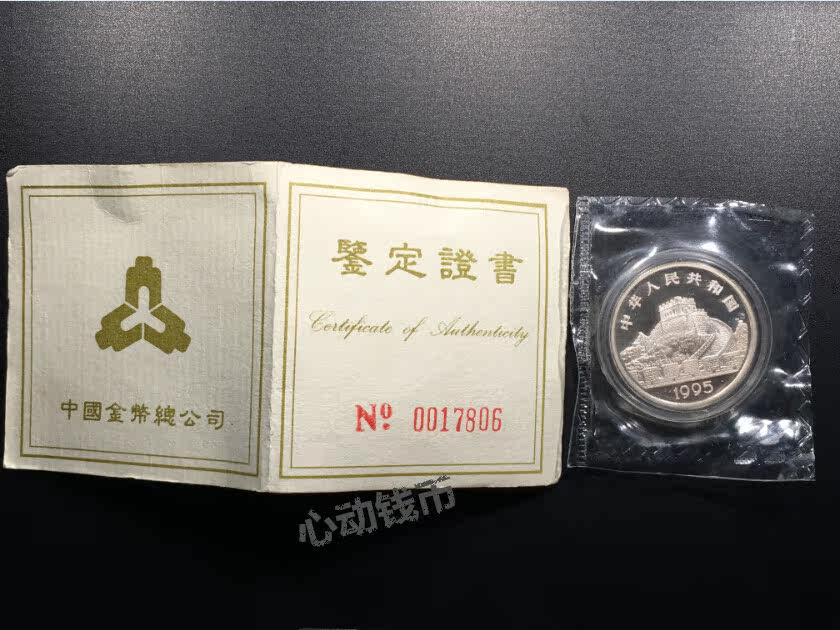 中國金幣總公司
鑒定證書
Certificate of Authenticity
Nº 0017806
中华人民共和国
1995
心动钱币